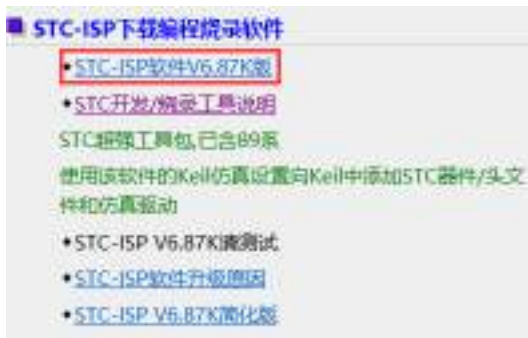 STC-ISP下载编程烧录软件
•STC-ISP软件V6.87K版
•STC开发/烧录工具说明
STC超强工具包,已含89系
使用该软件的Keil仿真设置向Keil中添加STC器件/头文
件和仿真驱动
•STC-ISP V6.87K请测试
•STC-ISP软件升级原因
•STC-ISP V6.87K简化版